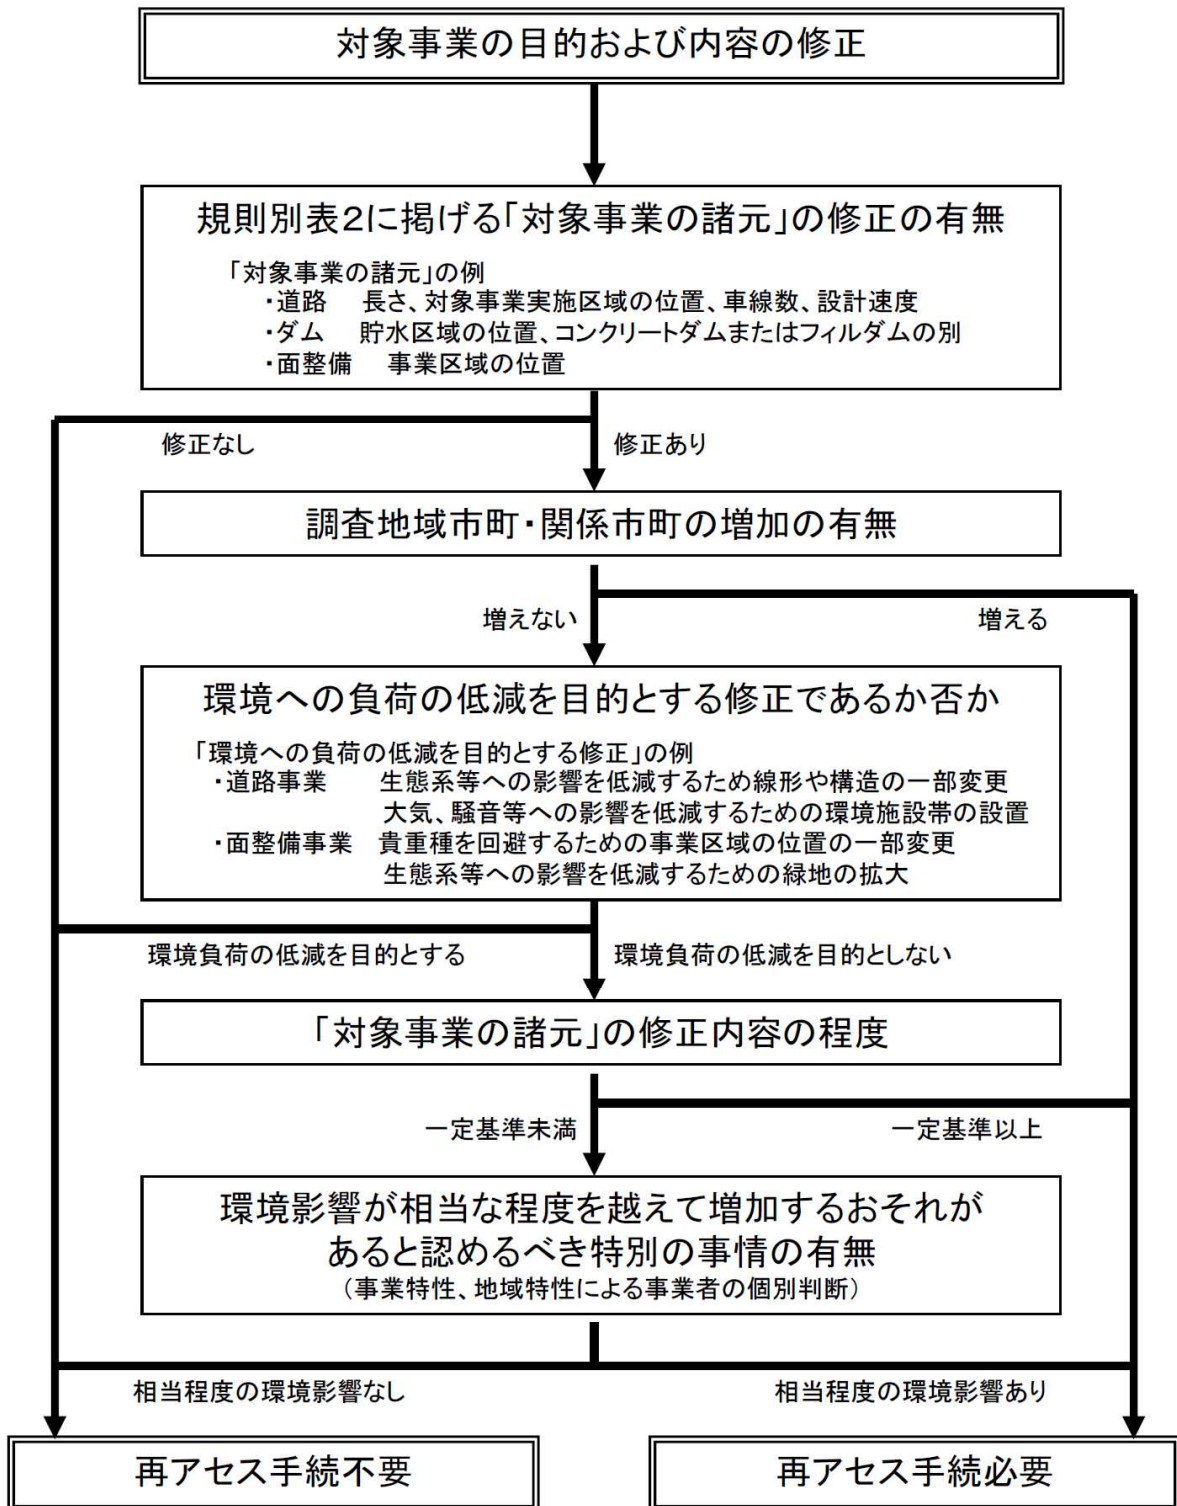 対象事業の目的および内容の修正
規則別表2に掲げる「対象事業の諸元」の修正の有無
「対象事業の諸元」の例
・道路　長さ、対象事業実施区域の位置、車線数、設計速度
・ダム　貯水区域の位置、コンクリートダムまたはフィルダムの別
・面整備　事業区域の位置
修正なし　修正あり
調査地域市町・関係市町の増加の有無
増えない　増える
環境への負荷の低減を目的とする修正であるか否か
「環境への負荷の低減を目的とする修正」の例
・道路事業　生態系等への影響を低減するため線形や構造の一部変更
大気、騒音等への影響を低減するための環境施設帯の設置
・面整備事業　貴重種を回避するための事業区域の位置の一部変更
生態系等への影響を低減するための緑地の拡大
環境負荷の低減を目的とする　環境負荷の低減を目的としない
「対象事業の諸元」の修正内容の程度
一定基準未満　一定基準以上
環境影響が相当な程度を越えて増加するおそれが
あると認めるべき特別の事情の有無
（事業特性、地域特性による事業者の個別判断）
相当程度の環境影響なし　相当程度の環境影響あり
再アセス手続不要　再アセス手続必要